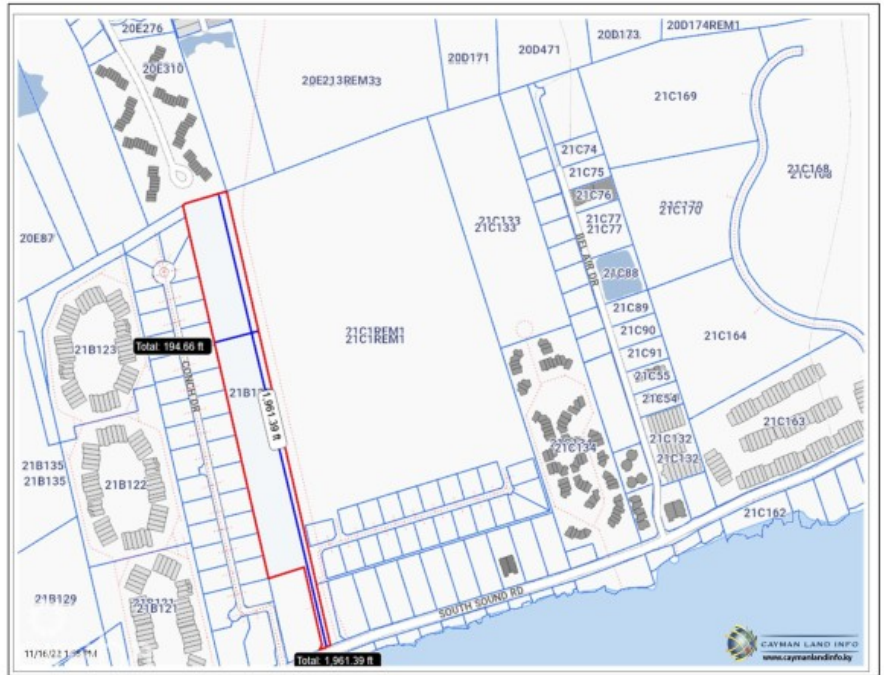 20E276
20E310
20E213REM33
20D171
20D471
20D173
20D174REM1
21C169
21C74
21C75
21C76
21C77
21C77
21C170
21C168
21C133
21C133
BEL AIR DR
21C88
21C89
21C90
21C91
21C55
21C54
21C164
20E87
21B123
Total: 194.66 ft
CONCH DR
21C1REM1
21C1REM1
1,961.39 ft
21B135
21B135
21B122
21C134
21C132
21C132
21C163
21C162
21B129
21B121
SOUTH SOUND RD
Total: 1,961.39 ft
CAYMAN LAND INFO
www.caymanlandinfo.ky